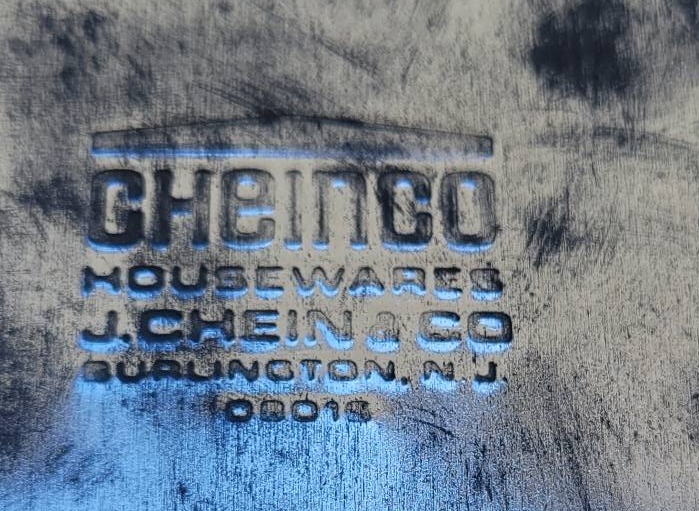 CHeinCO
HOUSEWARES
J. CHEIN & CO
BURLINGTON, N.J.
08016